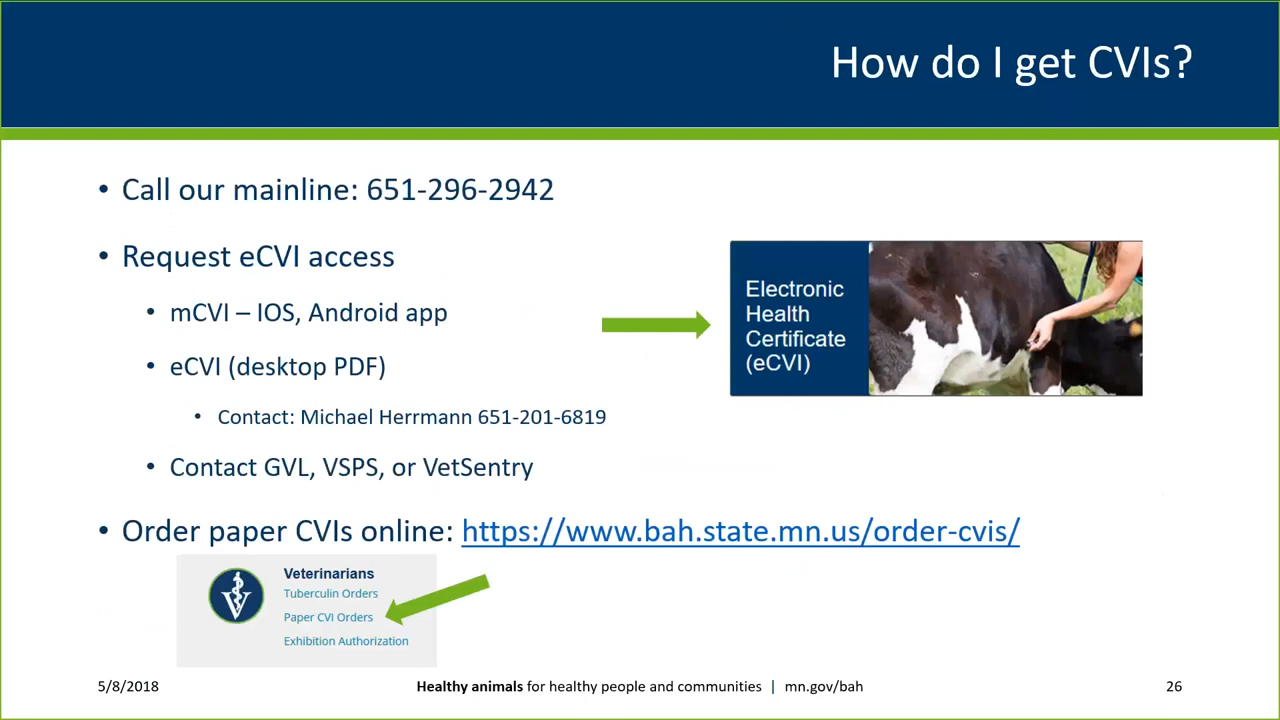 How do I get CVIs?
• Call our mainline: 651-296-2942
• Request eCVI access
• mCVI – IOS, Android app
• eCVI (desktop PDF)
• Contact: Michael Herrmann 651-201-6819
• Contact GVL, VSPS, or VetSentry
Electronic
Health
Certificate
(eCVI)
• Order paper CVIs online: https://www.bah.state.mn.us/order-cvis/
Veterinarians
Tuberculin Orders
Paper CVI Orders
Exhibition Authorization
5/8/2018
Healthy animals for healthy people and communities | mn.gov/bah
26